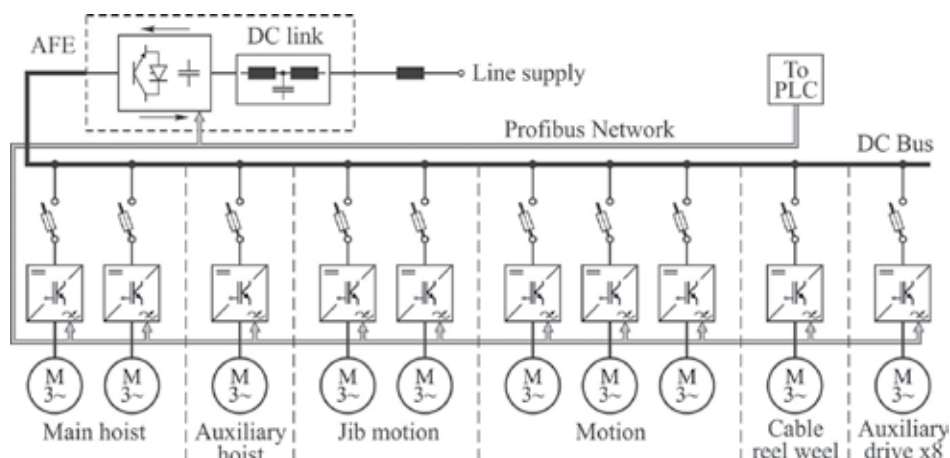 AFE
DC link
Line supply
To
PLC
Profibus Network
DC Bus
M
3~
M
3~
M
3~
M
3~
M
3~
M
3~
M
3~
M
3~
M
3~
M
3~
Main hoist
Auxiliary
hoist
Jib motion
Motion
Cable
reel weel
Auxiliary
drive x8